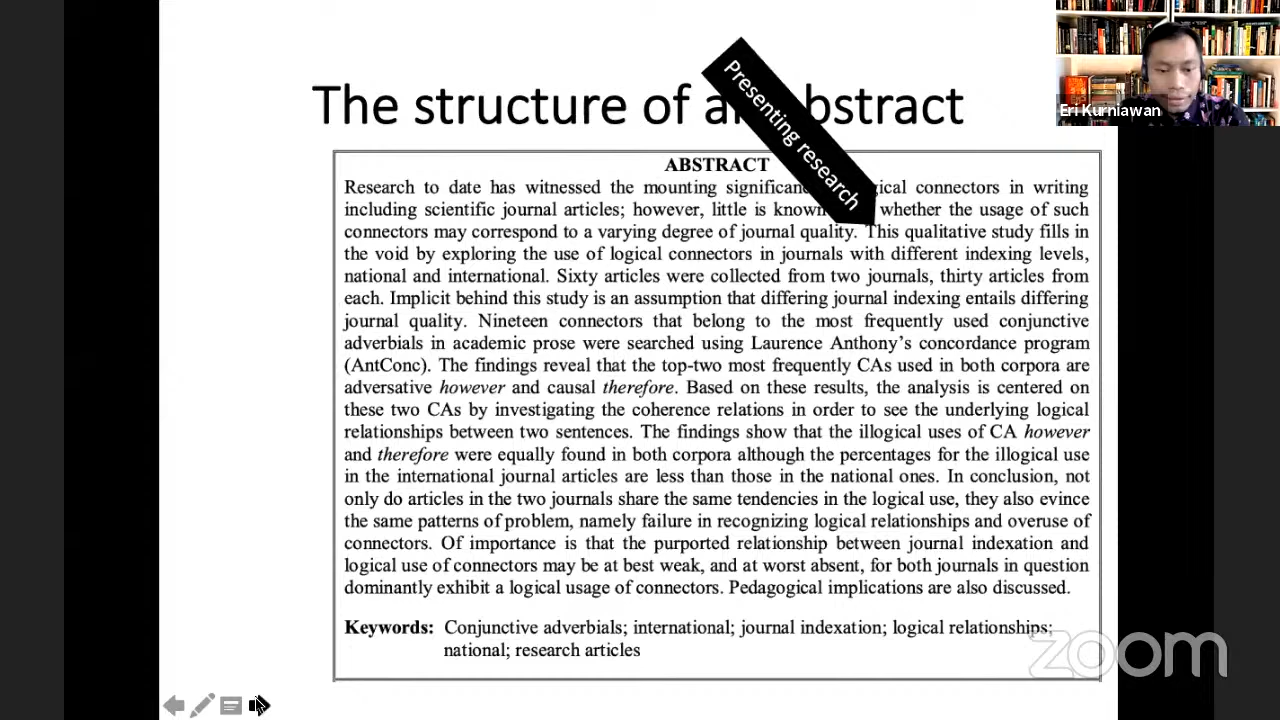 The structure of a bstract
Presenting research
Eri Kurniawan
ABSTRACT
Research to date has witnessed the mounting significan gical connectors in writing
including scientific journal articles; however, little is known whether the usage of such
connectors may correspond to a varying degree of journal quality. This qualitative study fills in
the void by exploring the use of logical connectors in journals with different indexing levels,
national and international. Sixty articles were collected from two journals, thirty articles from
each. Implicit behind this study is an assumption that differing journal indexing entails differing
journal quality. Nineteen connectors that belong to the most frequently used conjunctive
adverbials in academic prose were searched using Laurence Anthony's concordance program
(AntConc). The findings reveal that the top-two most frequently CAs used in both corpora are
adversative however and causal therefore. Based on these results, the analysis is centered on
these two CAs by investigating the coherence relations in order to see the underlying logical
relationships between two sentences. The findings show that the illogical uses of CA however
and therefore were equally found in both corpora although the percentages for the illogical use
in the international journal articles are less than those in the national ones. In conclusion, not
only do articles in the two journals share the same tendencies in the logical use, they also evince
the same patterns of problem, namely failure in recognizing logical relationships and overuse of
connectors. Of importance is that the purported relationship between journal indexation and
logical use of connectors may be at best weak, and at worst absent, for both journals in question
dominantly exhibit a logical usage of connectors. Pedagogical implications are also discussed.
Keywords: Conjunctive adverbials; international; journal indexation; logical relationships;
national; research articles
zoom